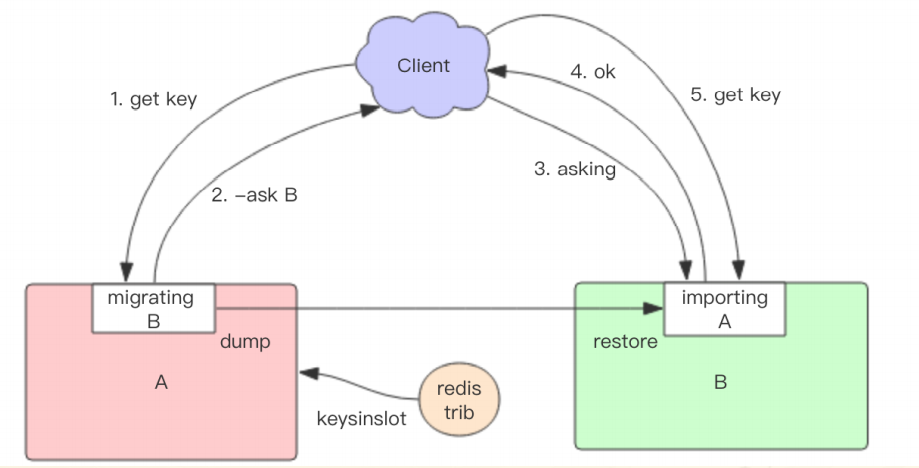 Client
4. ok
1. get key
5. get key
3. asking
2. -ask B
migrating
B
importing
A
dump
restore
A
B
redis
trib
keysinslot